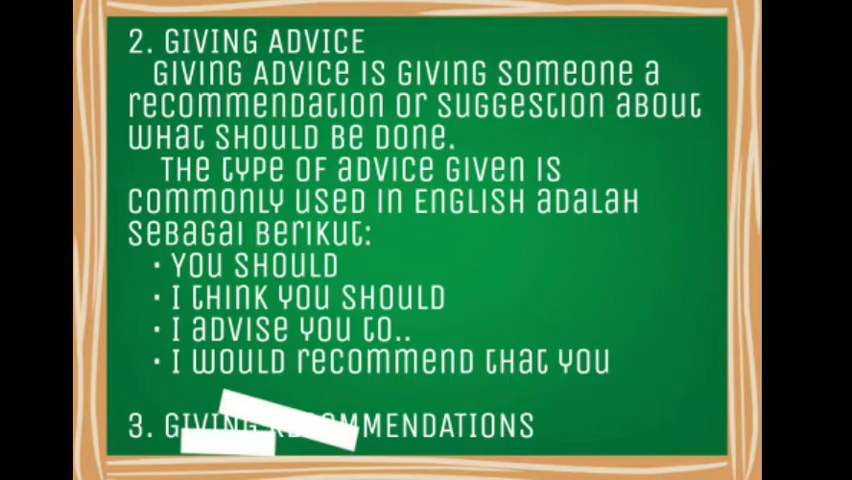 2. GIVING ADVICE
GIVING ADVICE IS GIVING SOMEONE A
RECOMMENDATION OR SUGGESTION ABOUT
WHAT SHOULD BE DONE.
THE TYPE OF ADVICE GIVEN IS
COMMONLY USED IN ENGLISH ADALAH
SEBAGAI BERIKUT:
• YOU SHOULD
• I THINK YOU SHOULD
• I ADVISE YOU TO..
• I WOULD RECOMMEND THAT YOU
3. GIVING RECOMMENDATIONS